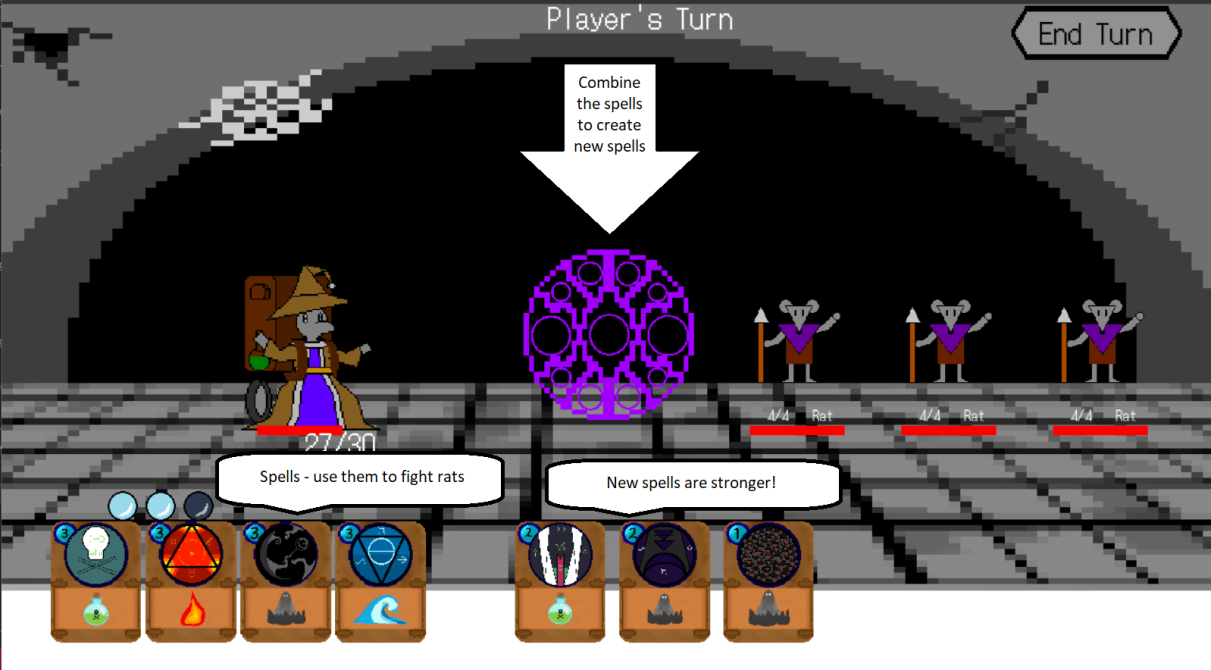 Player's Turn
End Turn
Combine
the spells
to create
new spells
4/4 Rat
4/4 Rat
4/4 Rat
27/30
Spells - use them to fight rats
New spells are stronger!
3
3
3
3
2
2
1